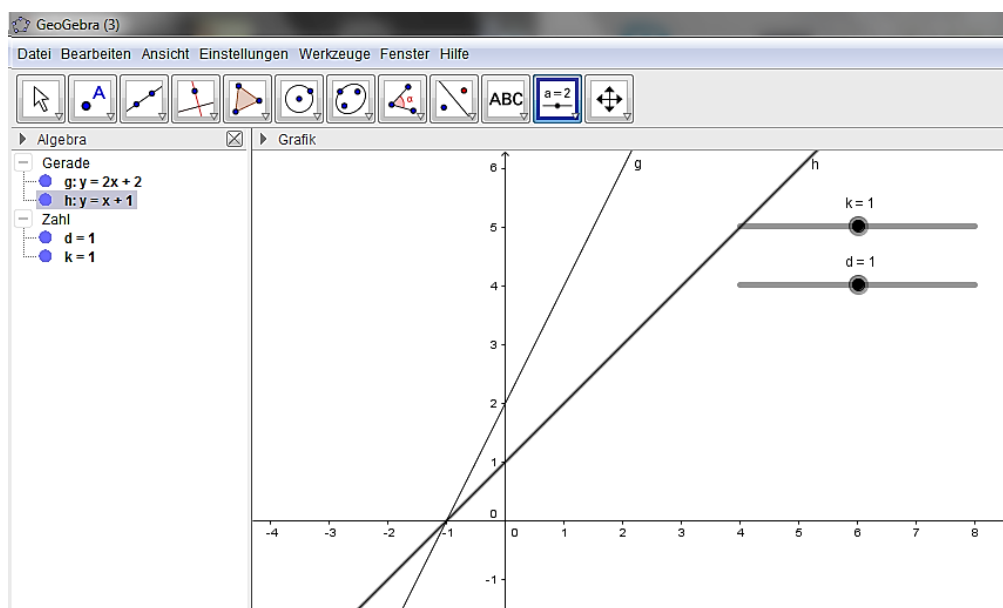 GeoGebra (3)
Datei Bearbeiten Ansicht Einstellungen Werkzeuge Fenster Hilfe
A α ABC a = 2
Algebra
Gerade
g: y = 2x + 2
h: y = x + 1
Zahl
d = 1
k = 1
Grafik
g h
k = 1
d = 1
6
5
4
3
2
1
0
-1
-4 -3 -2 -1 0 1 2 3 4 5 6 7 8